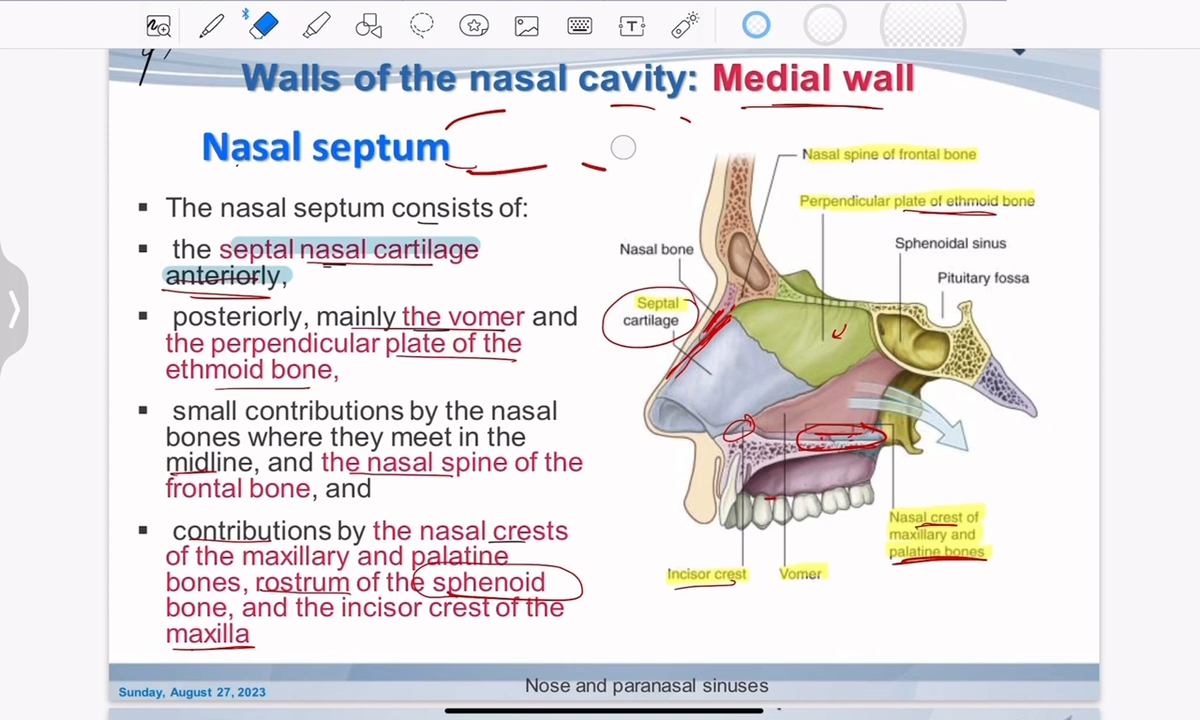 Walls of the nasal cavity: Medial wall
Nasal septum
▪ The nasal septum consists of:
▪ the septal nasal cartilage
anteriorly,
▪ posteriorly, mainly the vomer and
the perpendicular plate of the
ethmoid bone,
▪ small contributions by the nasal
bones where they meet in the
midline, and the nasal spine of the
frontal bone, and
▪ contributions by the nasal crests
of the maxillary and palatine
bones, rostrum of the sphenoid
bone, and the incisor crest of the
maxilla
Nasal spine of frontal bone
Perpendicular plate of ethmoid bone
Nasal bone
Sphenoidal sinus
Pituitary fossa
Septal
cartilage
Nasal crest of
maxillary and
palatine bones
Incisor crest
Vomer
Sunday, August 27, 2023
Nose and paranasal sinuses